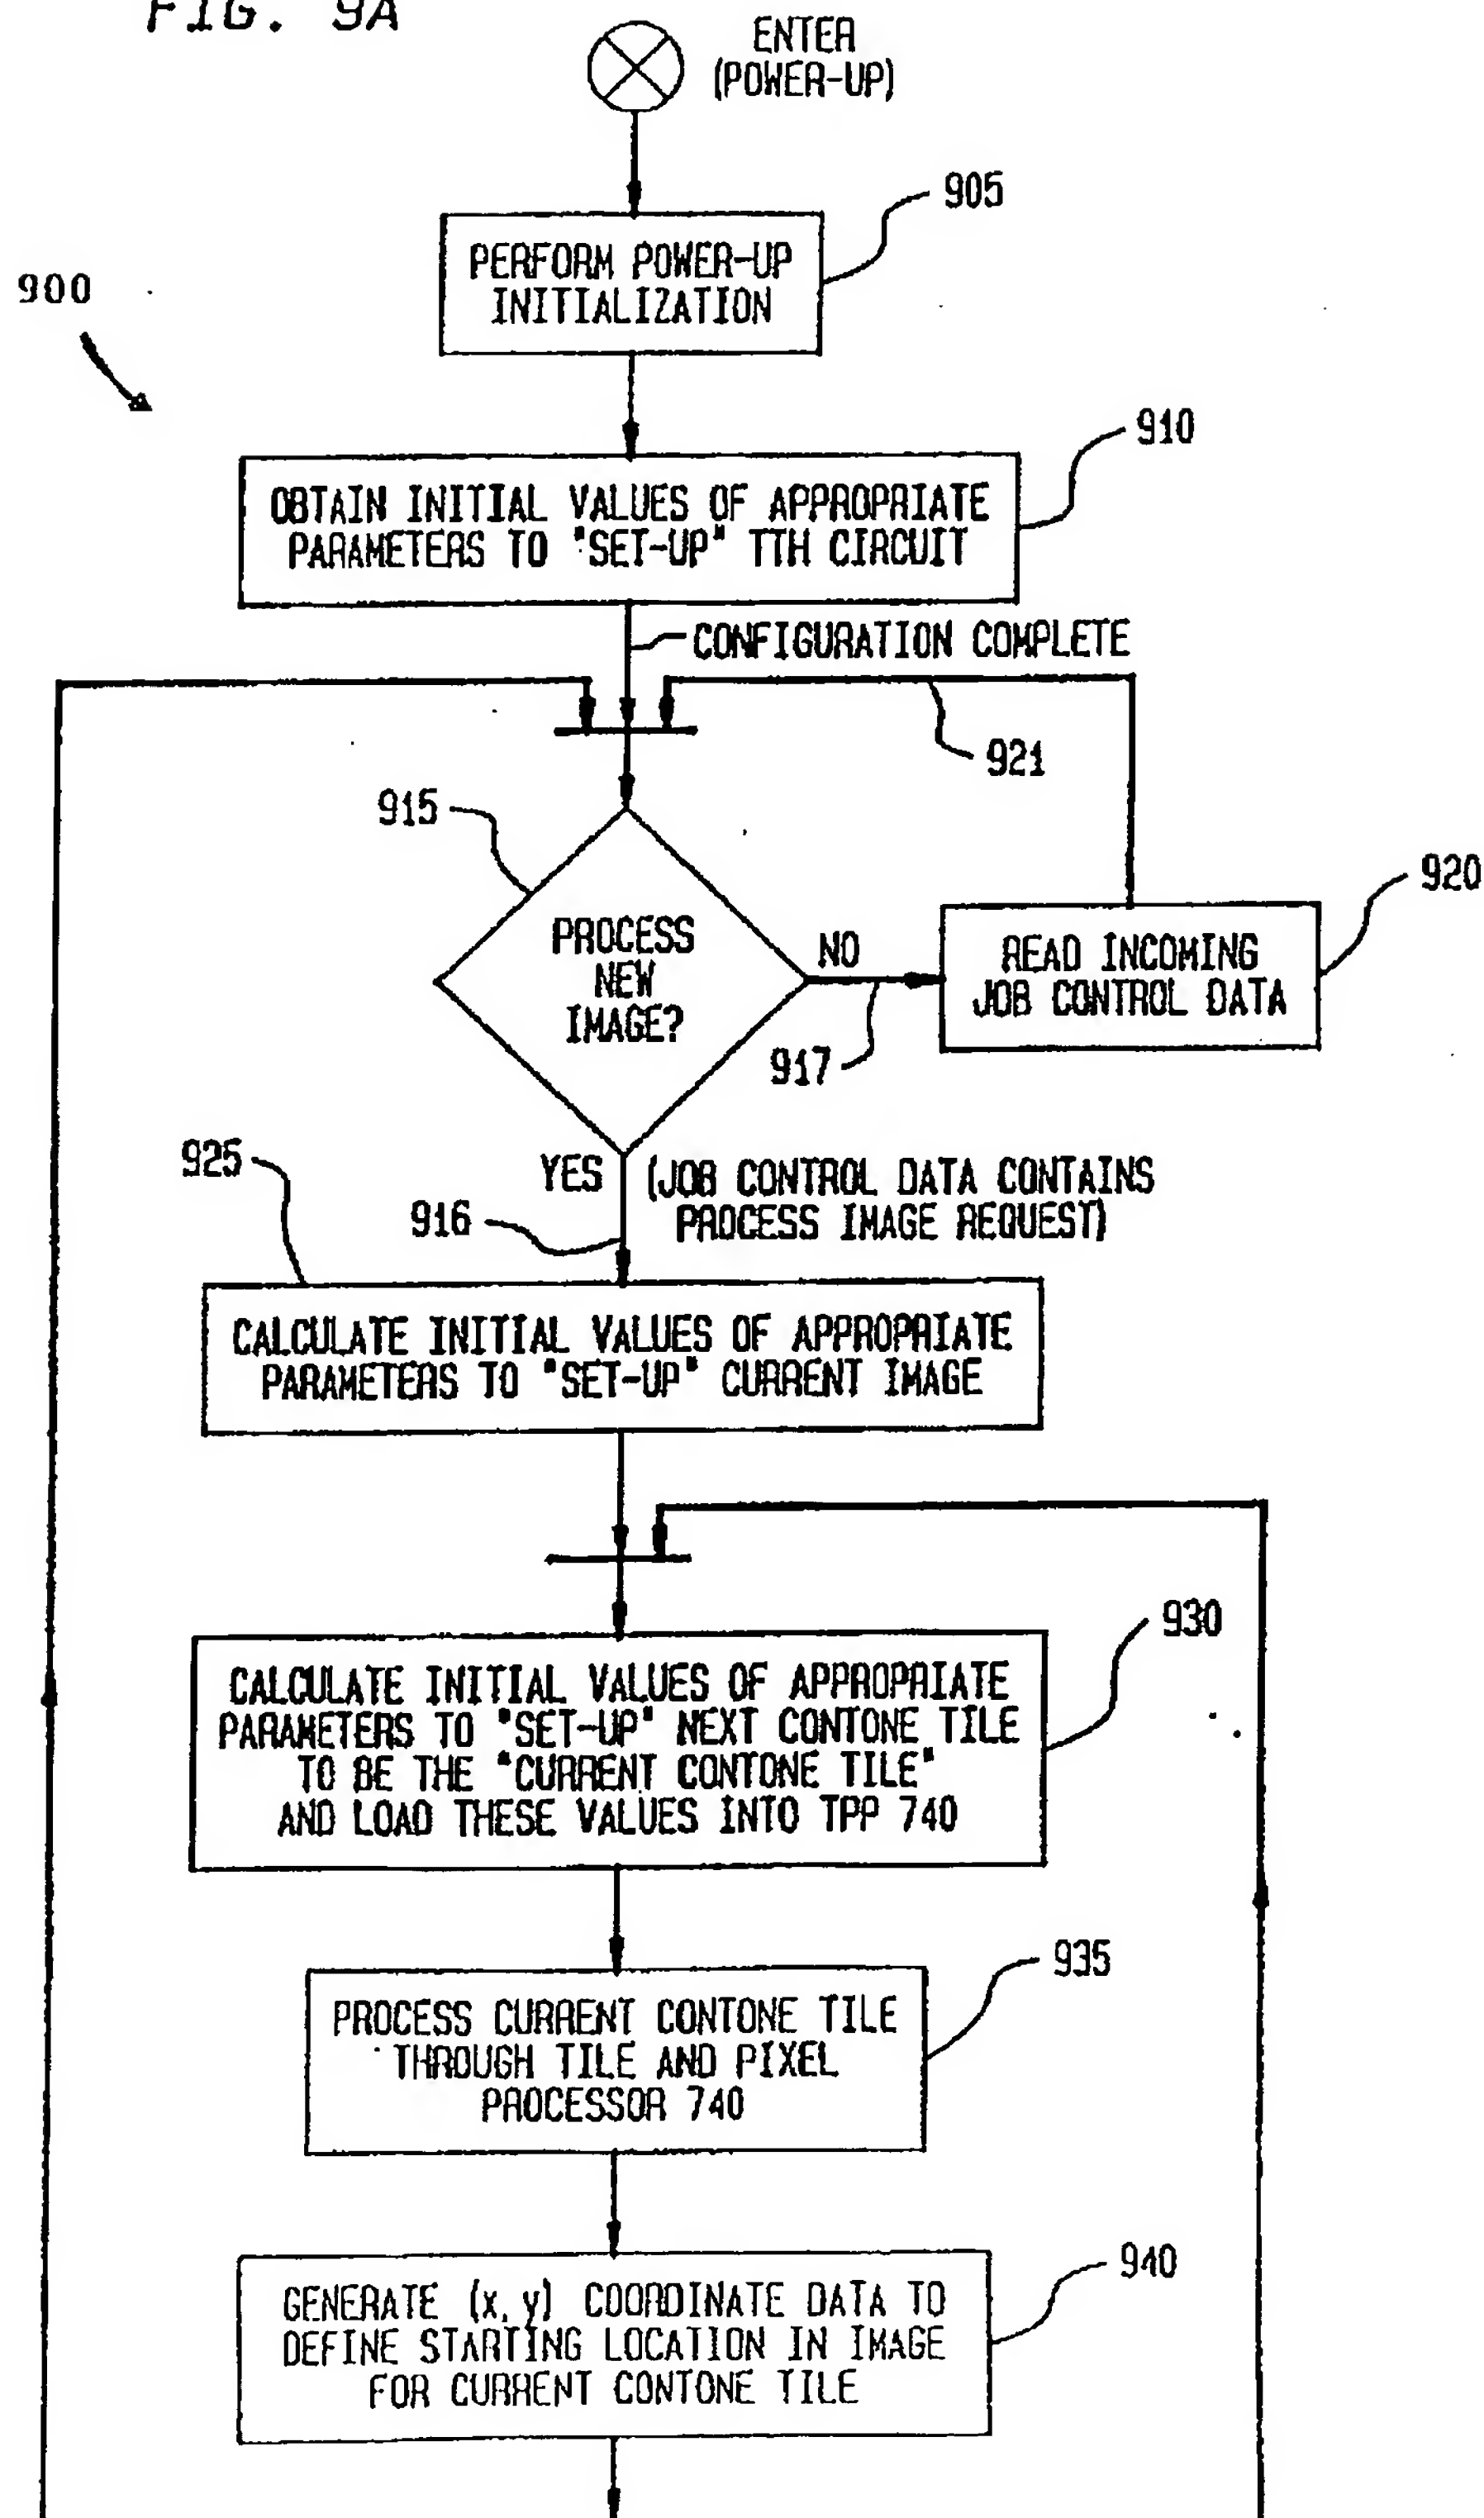 FIG. 9A
ENTER
(POWER-UP)
905
PERFORM POWER-UP
INITIALIZATION
900
910
OBTAIN INITIAL VALUES OF APPROPRIATE
PARAMETERS TO "SET-UP" TTH CIRCUIT
CONFIGURATION COMPLETE
921
915
920
PROCESS
NEW
IMAGE?
NO
READ INCOMING
JOB CONTROL DATA
917
925
YES
(JOB CONTROL DATA CONTAINS
PROCESS IMAGE REQUEST)
916
CALCULATE INITIAL VALUES OF APPROPRIATE
PARAMETERS TO "SET-UP" CURRENT IMAGE
930
CALCULATE INITIAL VALUES OF APPROPRIATE
PARAMETERS TO "SET-UP" NEXT CONTONE TILE
TO BE THE "CURRENT CONTONE TILE"
AND LOAD THESE VALUES INTO TPP 740
935
PROCESS CURRENT CONTONE TILE
THROUGH TILE AND PIXEL
PROCESSOR 740
940
GENERATE (x, y) COORDINATE DATA TO
DEFINE STARTING LOCATION IN IMAGE
FOR CURRENT CONTONE TILE